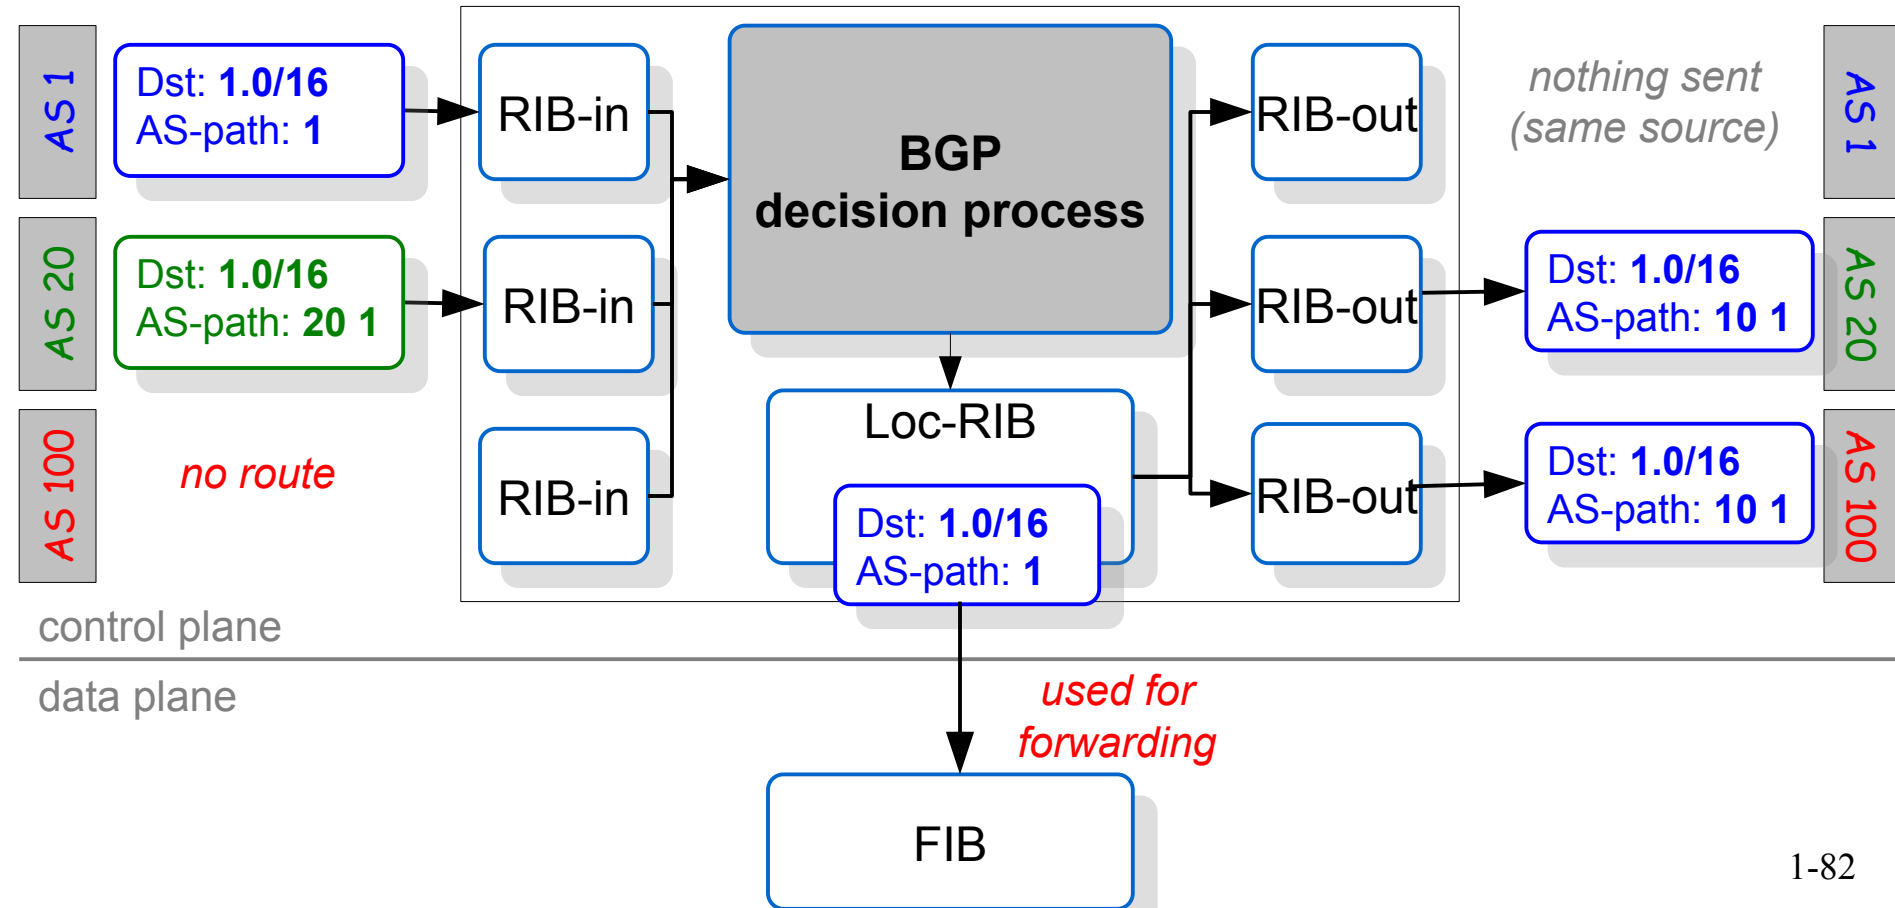 AS 1
Dst: 1.0/16
AS-path: 1
AS 20
Dst: 1.0/16
AS-path: 20 1
AS 100
no route
RIB-in
RIB-in
RIB-in
BGP
decision process
Loc-RIB
Dst: 1.0/16
AS-path: 1
RIB-out
RIB-out
RIB-out
nothing sent
(same source)
AS 1
Dst: 1.0/16
AS-path: 10 1
AS 20
Dst: 1.0/16
AS-path: 10 1
AS 100
control plane
data plane
used for
forwarding
FIB
1-82